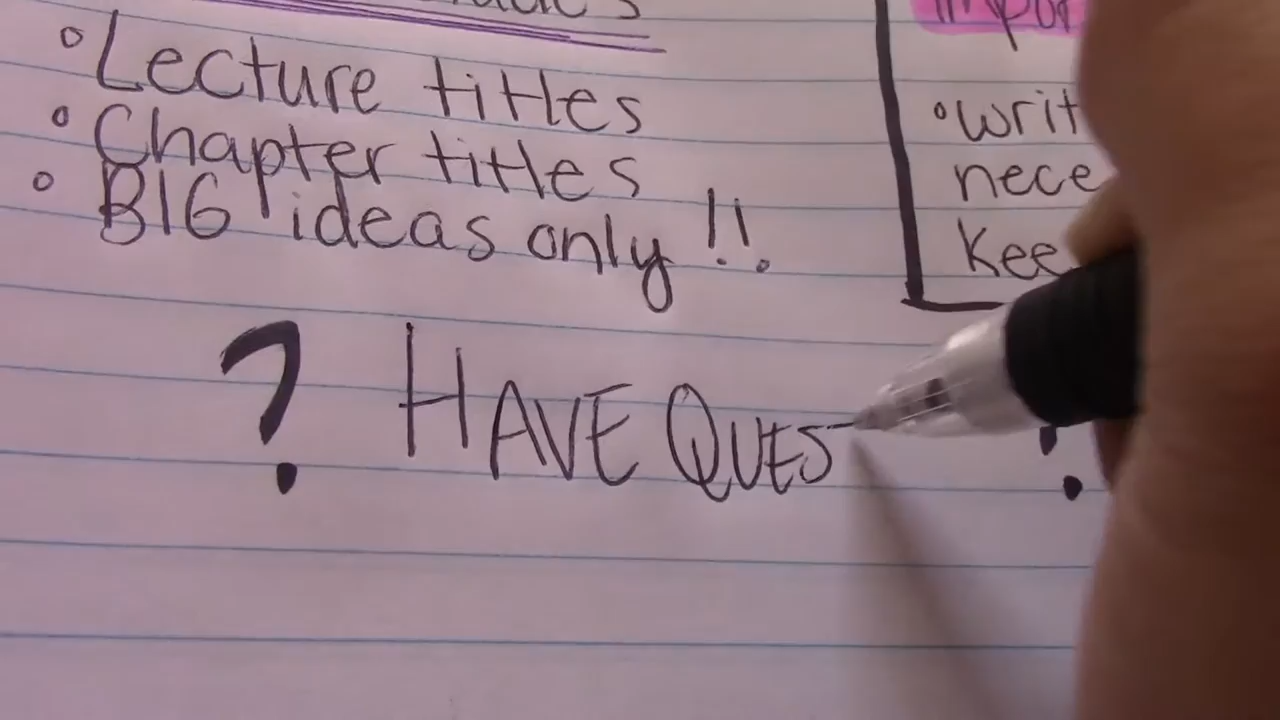 • Lecture titles
• Chapter titles
• BIG ideas only !!
? HAVE QUES
• writ
nece
Kee